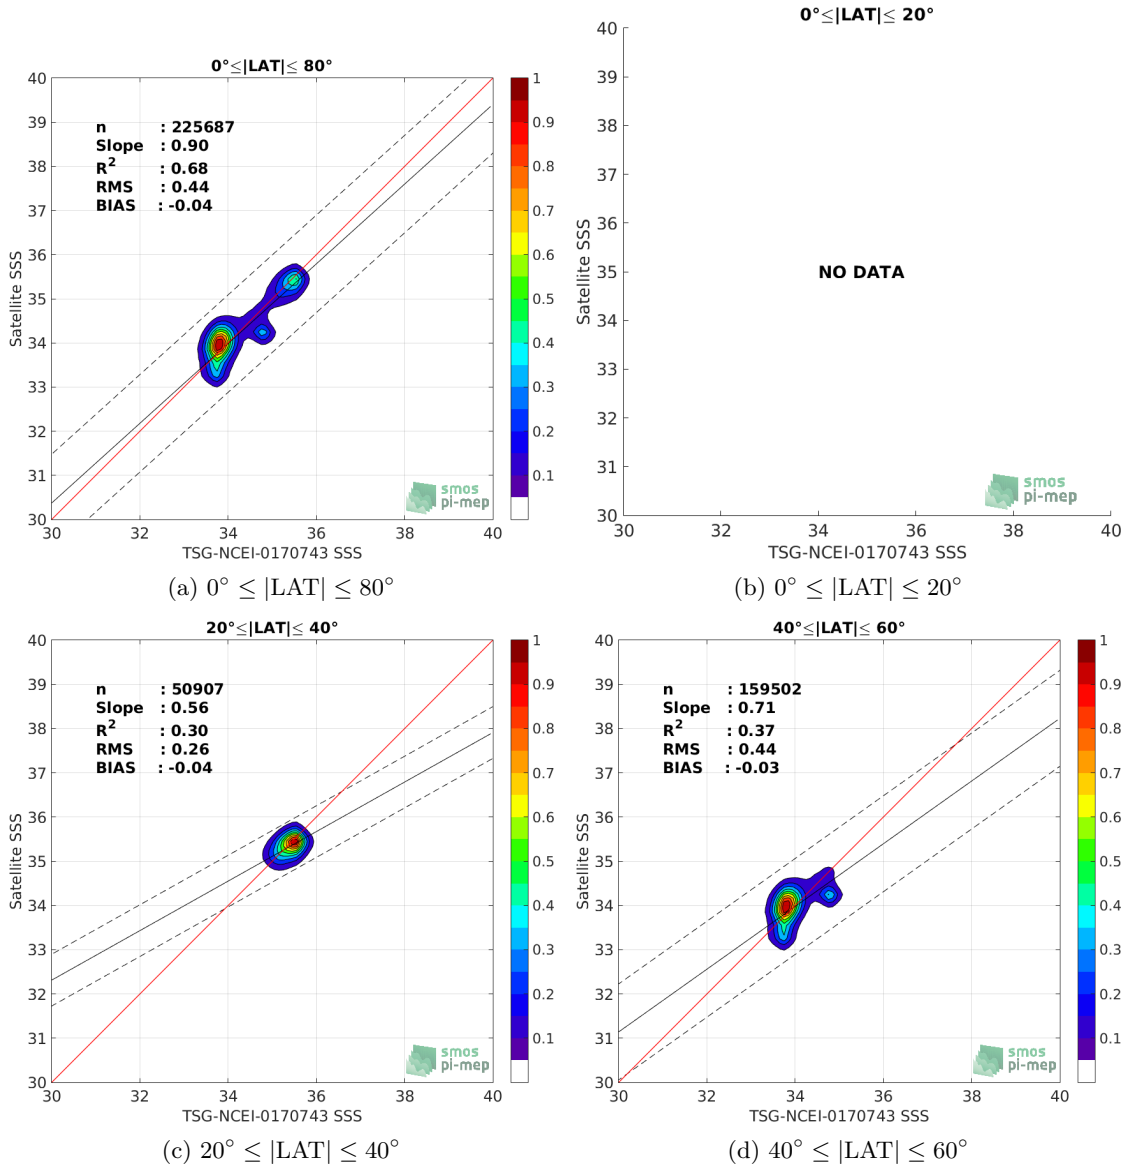 0°≤|LAT|≤ 80°
n : 225687
Slope : 0.90
R² : 0.68
RMS : 0.44
BIAS : -0.04
40
39
38
37
36
35
34
33
32
31
30
30 32 34 36 38 40
Satellite SSS
TSG-NCEI-0170743 SSS
1
0.9
0.8
0.7
0.6
0.5
0.4
0.3
0.2
0.1
smos
pi-mep
(a) 0° ≤ |LAT| ≤ 80°
0°≤|LAT|≤ 20°
NO DATA
40
39
38
37
36
35
34
33
32
31
30
30 32 34 36 38 40
Satellite SSS
TSG-NCEI-0170743 SSS
smos
pi-mep
(b) 0° ≤ |LAT| ≤ 20°
20°≤|LAT|≤ 40°
n : 50907
Slope : 0.56
R² : 0.30
RMS : 0.26
BIAS : -0.04
40
39
38
37
36
35
34
33
32
31
30
30 32 34 36 38 40
Satellite SSS
TSG-NCEI-0170743 SSS
1
0.9
0.8
0.7
0.6
0.5
0.4
0.3
0.2
0.1
smos
pi-mep
(c) 20° ≤ |LAT| ≤ 40°
40°≤|LAT|≤ 60°
n : 159502
Slope : 0.71
R² : 0.37
RMS : 0.44
BIAS : -0.03
40
39
38
37
36
35
34
33
32
31
30
30 32 34 36 38 40
Satellite SSS
TSG-NCEI-0170743 SSS
1
0.9
0.8
0.7
0.6
0.5
0.4
0.3
0.2
0.1
smos
pi-mep
(d) 40° ≤ |LAT| ≤ 60°